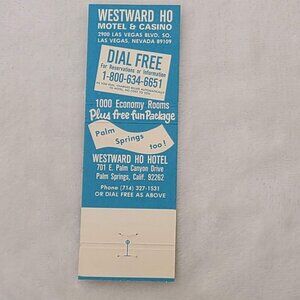 WESTWARD HO
MOTEL & CASINO
2900 LAS VEGAS BLVD. SO.
LAS VEGAS, NEVADA 89109
DIAL FREE
For Reservations or Information
1-800-634-6651
1000 Economy Rooms
Plus free fun Package
Palm
Springs
too!
WESTWARD HO HOTEL
701 E. Palm Canyon Drive
Palm Springs, Calif. 92262
Phone (714) 327-1531
OR DIAL FREE AS ABOVE